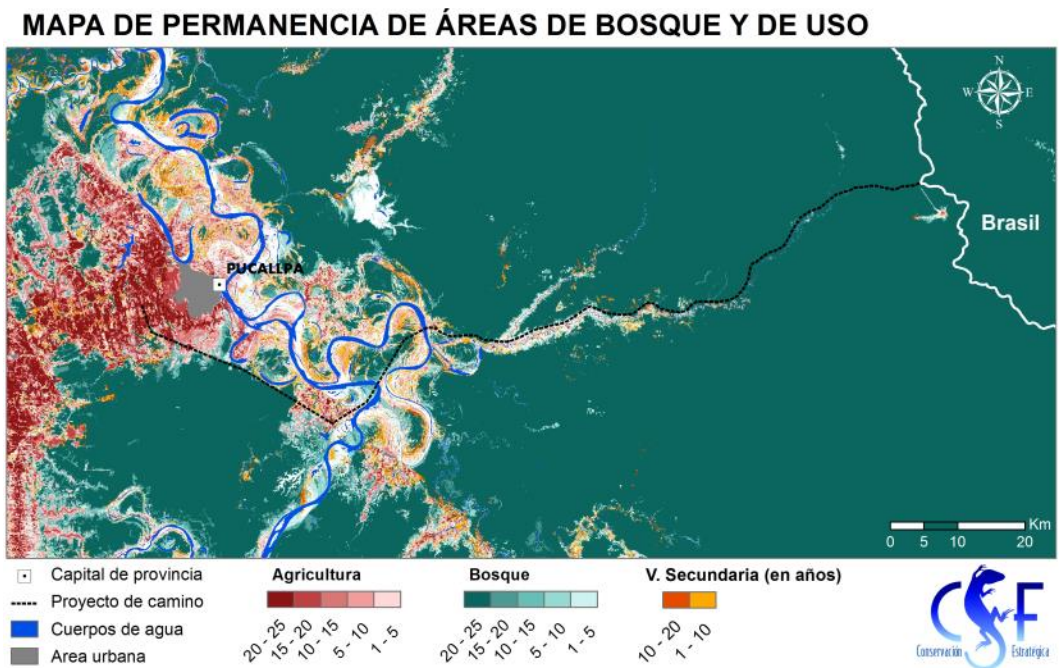 MAPA DE PERMANENCIA DE ÁREAS DE BOSQUE Y DE USO
N
W E
S
Brasil
PUCALLPA
Km
0 5 10 20
Capital de provincia
Proyecto de camino
Cuerpos de agua
Area urbana
Agricultura
20 - 25 15 - 20 10 - 15 5 - 10 1 - 5
Bosque
20 - 25 15 - 20 10 - 15 5 - 10 1 - 5
V. Secundaria (en años)
10 - 20 1 - 10
CSF
Conservación Estratégica